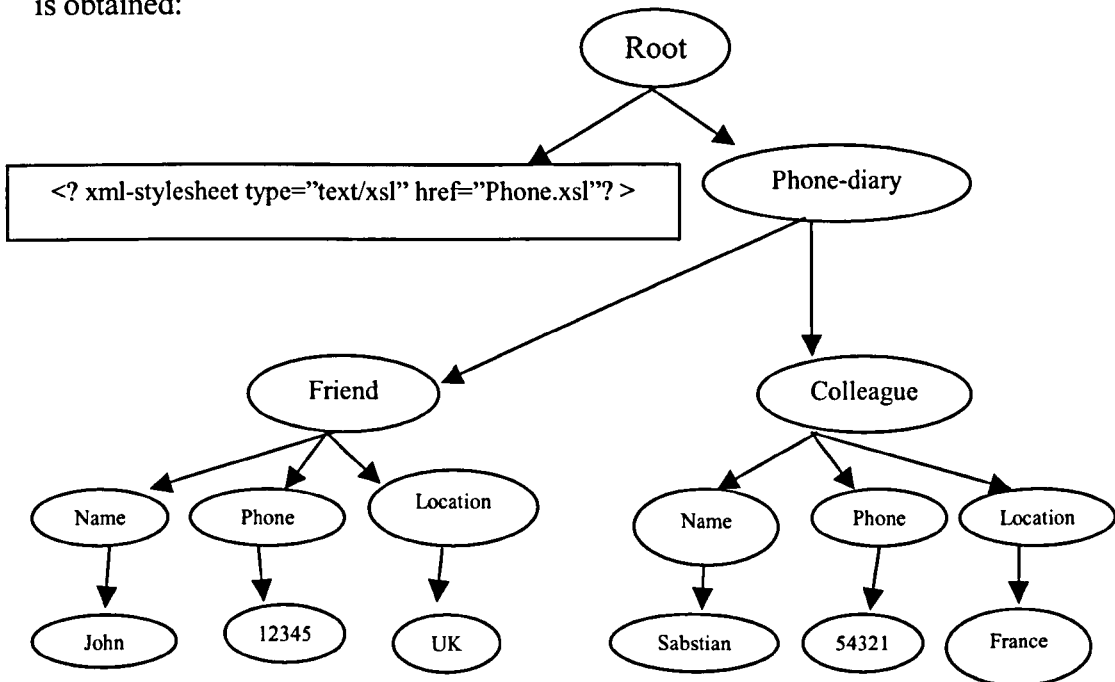 is obtained:
Root
<? xml-stylesheet type=”text/xsl” href=”Phone.xsl”? >
Phone-diary
Friend
Colleague
Name
Phone
Location
Name
Phone
Location
John
12345
UK
Sabstian
54321
France